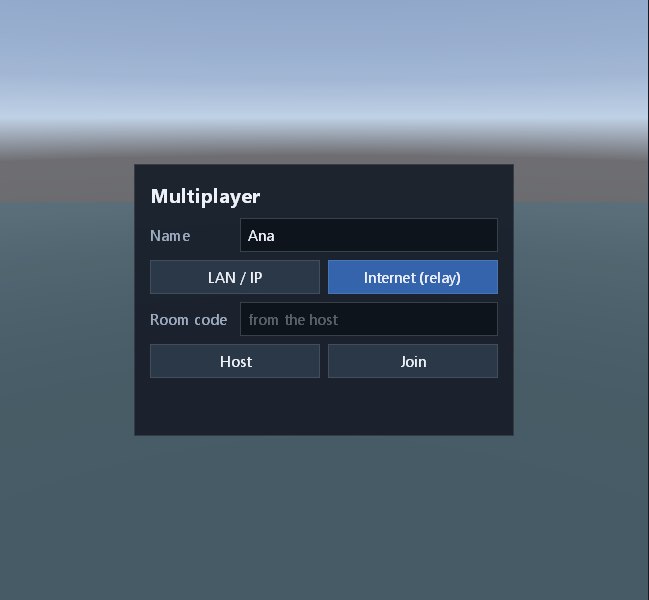 Multiplayer
Name Ana
LAN / IP Internet (relay)
Room code from the host
Host Join